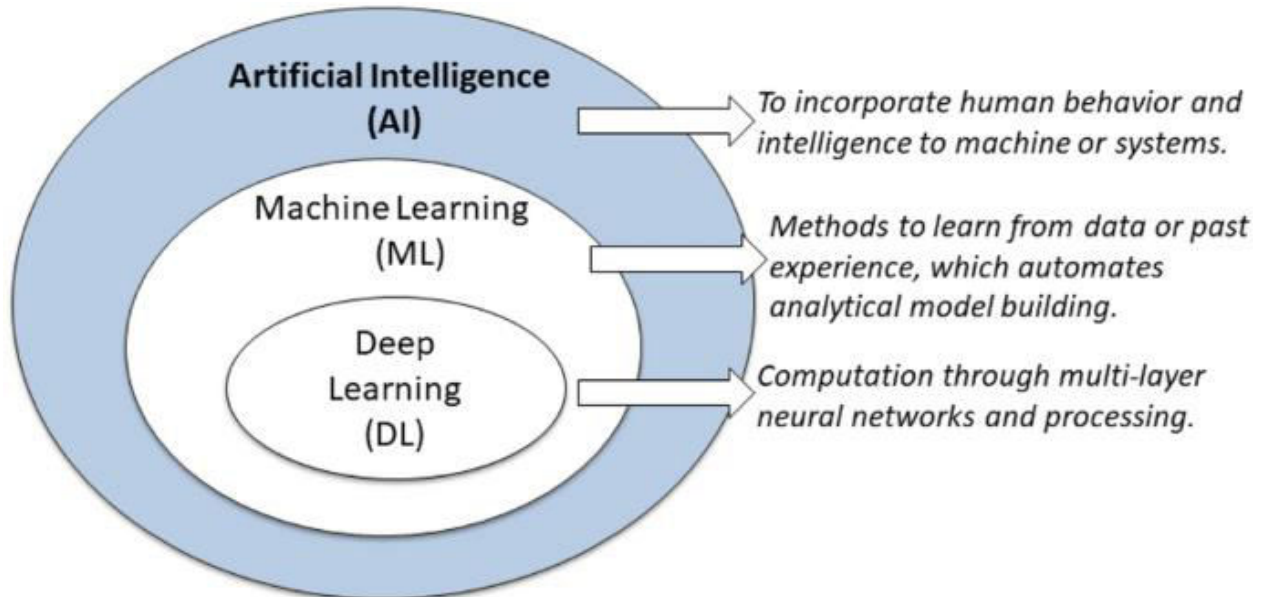 Artificial Intelligence
(AI)
To incorporate human behavior and
intelligence to machine or systems.
Machine Learning
(ML)
Methods to learn from data or past
experience, which automates
analytical model building.
Deep
Learning
(DL)
Computation through multi-layer
neural networks and processing.